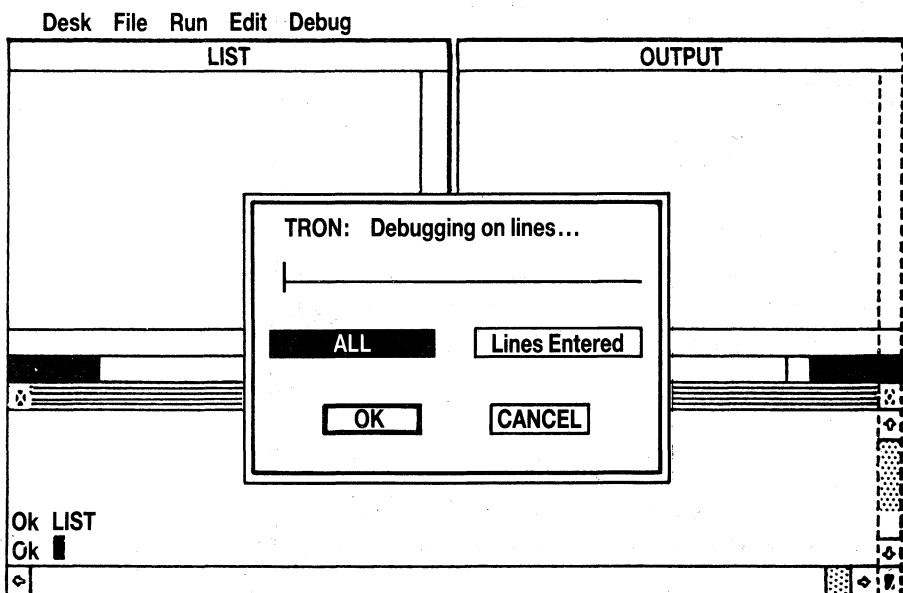 Desk File Run Edit Debug
LIST
OUTPUT
TRON: Debugging on lines...
ALL
Lines Entered
OK
CANCEL
Ok LIST
Ok